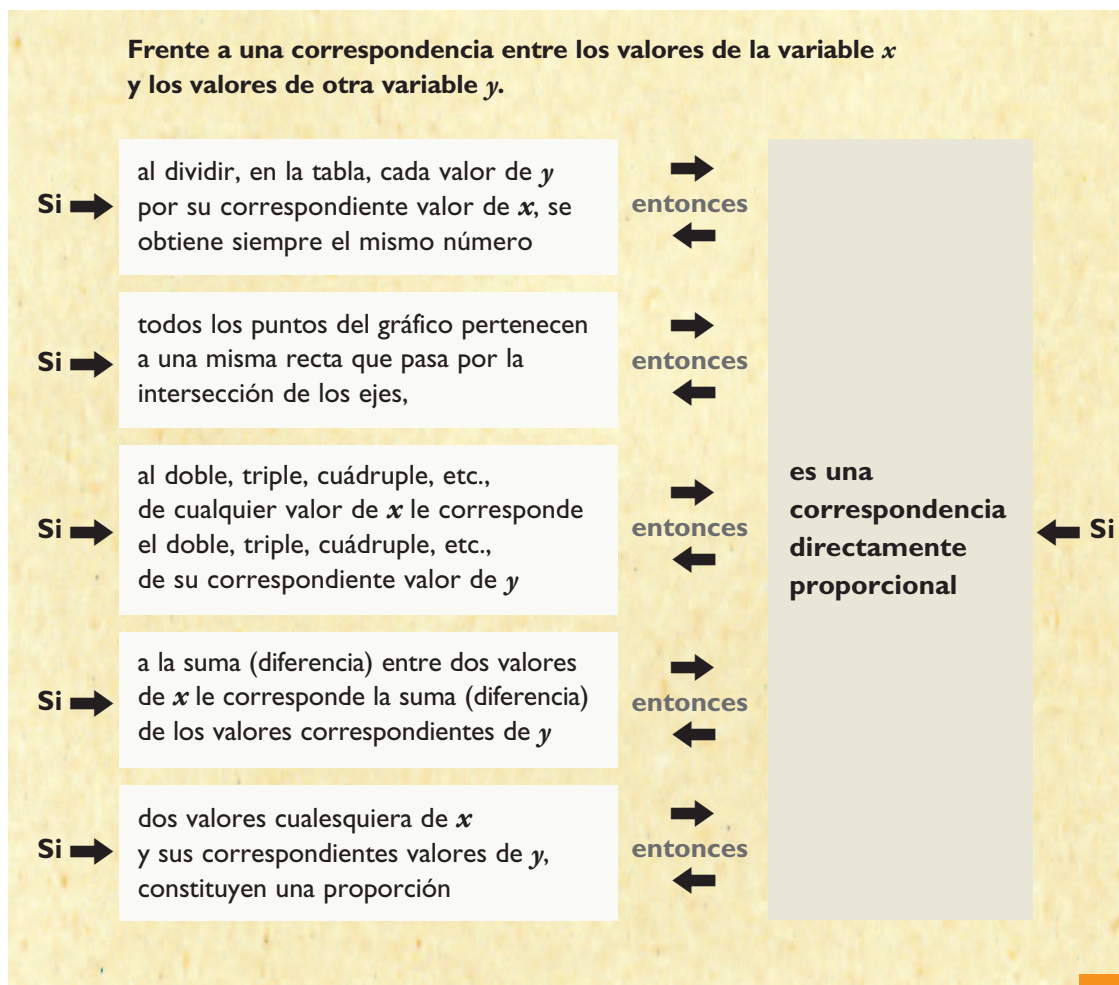 Frente a una correspondencia entre los valores de la variable x
y los valores de otra variable y.
Si
al dividir, en la tabla, cada valor de y
por su correspondiente valor de x, se
obtiene siempre el mismo número
entonces
Si
todos los puntos del gráfico pertenecen
a una misma recta que pasa por la
intersección de los ejes,
entonces
Si
al doble, triple, cuádruple, etc.,
de cualquier valor de x le corresponde
el doble, triple, cuádruple, etc.,
de su correspondiente valor de y
entonces
Si
a la suma (diferencia) entre dos valores
de x le corresponde la suma (diferencia)
de los valores correspondientes de y
entonces
Si
dos valores cualesquiera de x
y sus correspondientes valores de y,
constituyen una proporción
entonces
es una
correspondencia
directamente
proporcional
Si